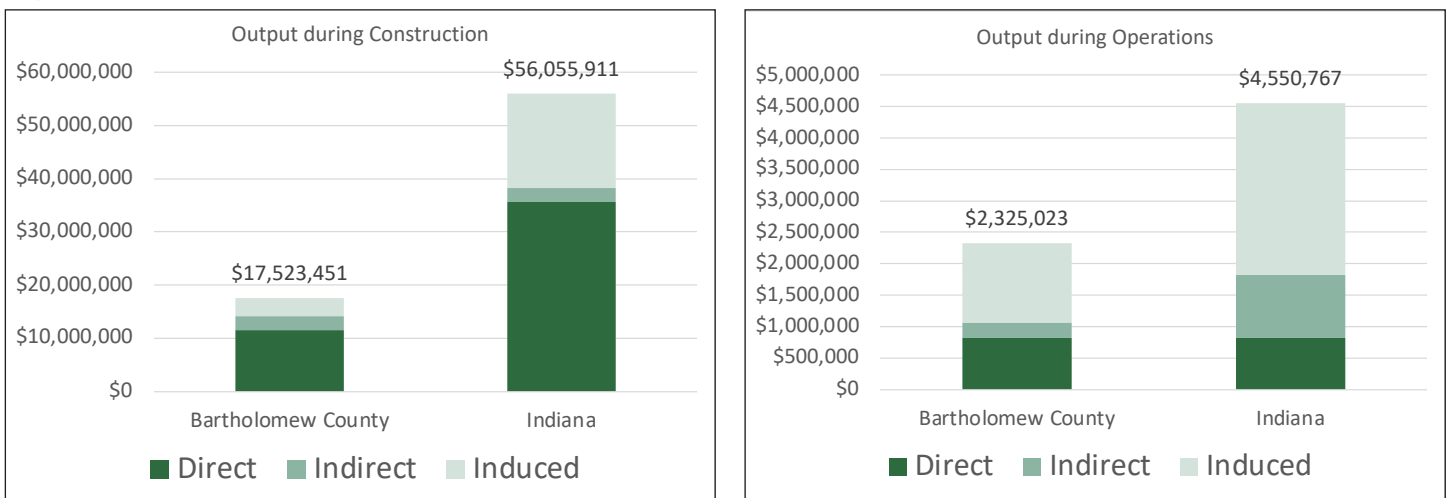 Output during Construction
$60,000,000
$50,000,000
$40,000,000
$30,000,000
$20,000,000
$10,000,000
$0
$17,523,451
$56,055,911
Bartholomew County
Indiana
Direct Indirect Induced
Output during Operations
$5,000,000
$4,500,000
$4,000,000
$3,500,000
$3,000,000
$2,500,000
$2,000,000
$1,500,000
$1,000,000
$500,000
$0
$2,325,023
$4,550,767
Bartholomew County
Indiana
Direct Indirect Induced